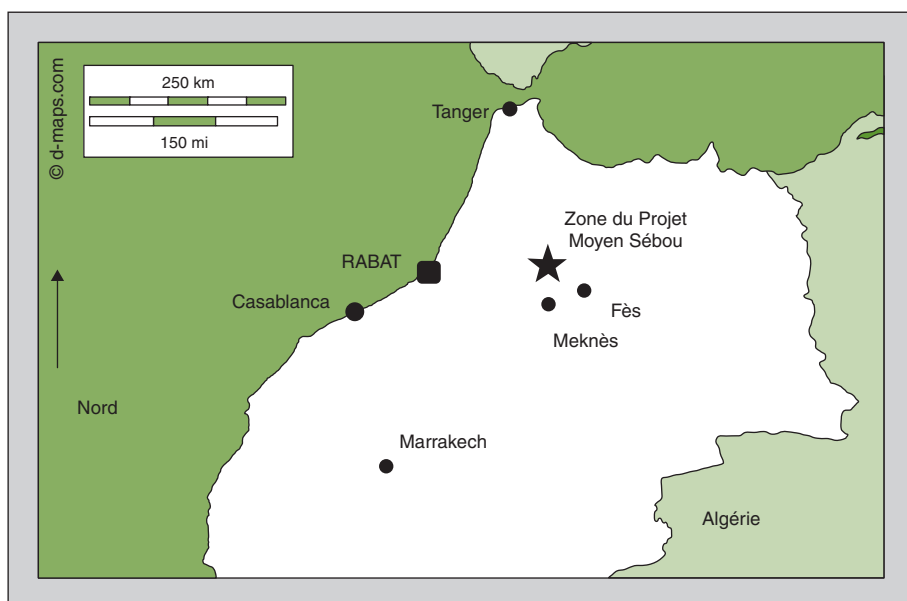 © d-maps.com
250 km
150 mi
Tanger
Zone du Projet
Moyen Sébou
RABAT
Casablanca
Fès
Meknès
Nord
Marrakech
Algérie